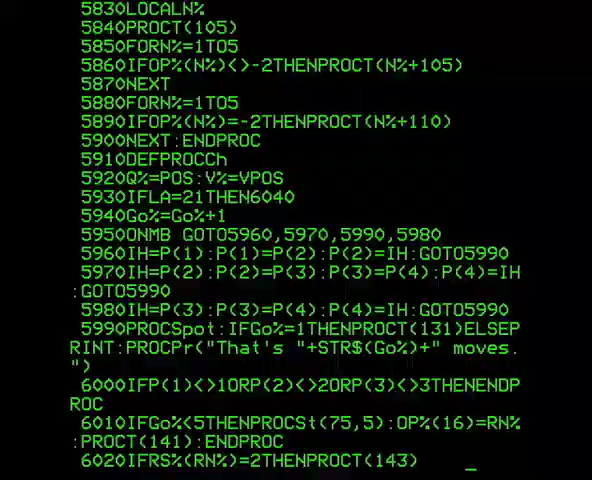 5830LOCALN%
5840PROCT(105)
5850FORN%=1TO5
5860IFOP%(N%)<>-2THENPROCT(N%+105)
5870NEXT
5880FORN%=1TO5
5890IFOP%(N%)=-2THENPROCT(N%+110)
5900NEXT:ENDPROC
5910DEFPROCCh
5920Q%=POS:V%=VPOS
5930IFLA=21THEN6040
5940Go%=Go%+1
5950ONMB GOTO5960,5970,5990,5980
5960IH=P(1):P(1)=P(2):P(2)=IH:GOTO5990
5970IH=P(2):P(2)=P(3):P(3)=P(4):P(4)=IH
:GOTO5990
5980IH=P(3):P(3)=P(4):P(4)=IH:GOTO5990
5990PROCSpot:IFGo%=1THENPROCT(131)ELSEP
RINT:PROCPr("That's "+STR$(Go%)+" moves.
")
6000IFP(1)<>1ORP(2)<>2ORP(3)<>3THENENDP
ROC
6010IFGo%<5THENPROCSt(75,5):OP%(16)=RN%
:PROCT(141):ENDPROC
6020IFRS%(RN%)=2THENPROCT(143)    _